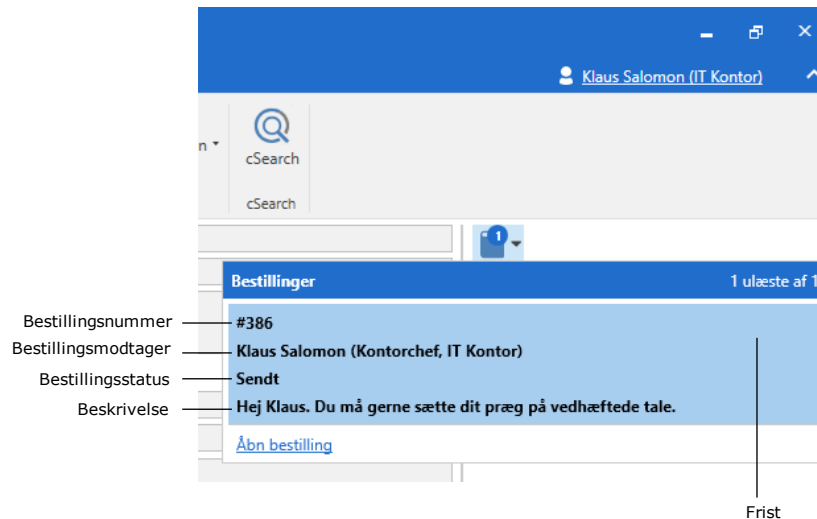 Klaus Salomon (IT Kontor)
n
cSearch
cSearch
1
Bestillinger 1 ulæste af 1
Bestillingsnummer #386
Bestillingsmodtager Klaus Salomon (Kontorchef, IT Kontor)
Bestillingsstatus Sendt
Beskrivelse Hej Klaus. Du må gerne sætte dit præg på vedhæftede tale.
Åbn bestilling
Frist